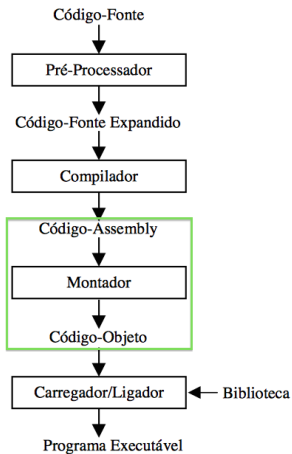 Código-Fonte
Pré-Processador
Código-Fonte Expandido
Compilador
Código-Assembly
Montador
Código-Objeto
Carregador/Ligador
Biblioteca
Programa Executável